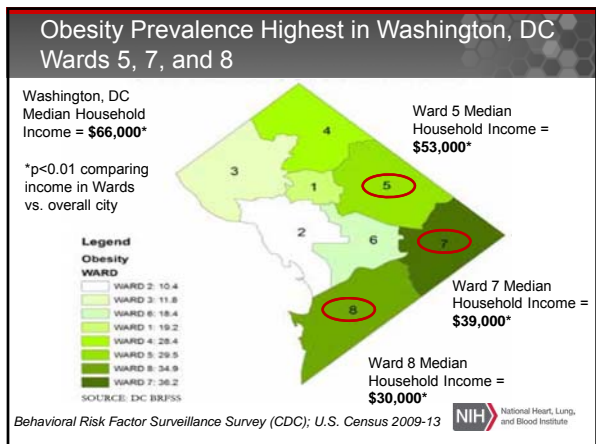 Obesity Prevalence Highest in Washington, DC
Wards 5, 7, and 8
Washington, DC
Median Household
Income = $66,000*
*p<0.01 comparing
income in Wards
vs. overall city
Ward 5 Median
Household Income =
$53,000*
4
3
1
5
2
6
7
8
Legend
Obesity
WARD
WARD 2: 10.4
WARD 3: 11.8
WARD 6: 18.4
WARD 1: 19.2
WARD 4: 28.4
WARD 5: 29.5
WARD 8: 34.9
WARD 7: 36.2
SOURCE: DC BRFSS
Ward 7 Median
Household Income =
$39,000*
Ward 8 Median
Household Income =
$30,000*
Behavioral Risk Factor Surveillance Survey (CDC); U.S. Census 2009-13
NIH
National Heart, Lung,
and Blood Institute